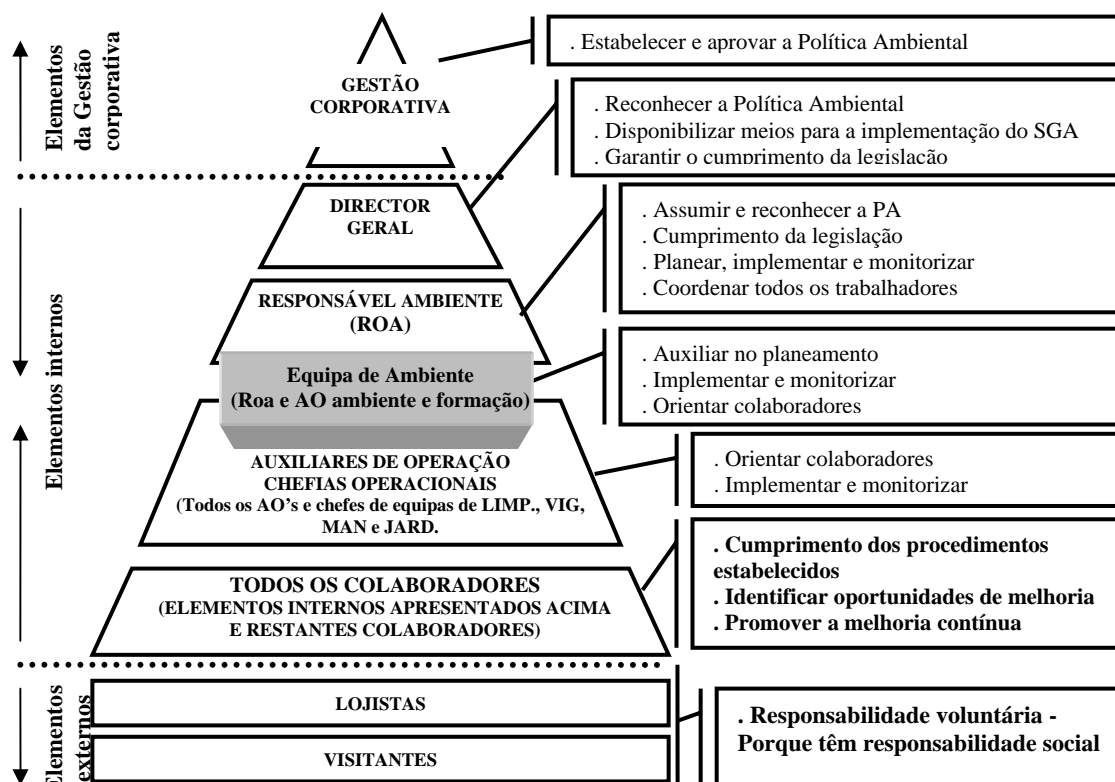 Elementos
da Gestão
corporativa
GESTÃO
CORPORATIVA
. Estabelecer e aprovar a Política Ambiental
. Reconhecer a Política Ambiental
. Disponibilizar meios para a implementação do SGA
. Garantir o cumprimento da legislação
Elementos internos
DIRECTOR
GERAL
. Assumir e reconhecer a PA
. Cumprimento da legislação
. Planear, implementar e monitorizar
. Coordenar todos os trabalhadores
RESPONSÁVEL AMBIENTE
(ROA)
Equipa de Ambiente
(Roa e AO ambiente e formação)
. Auxiliar no planeamento
. Implementar e monitorizar
. Orientar colaboradores
AUXILIARES DE OPERAÇÃO
CHEFIAS OPERACIONAIS
(Todos os AO's e chefes de equipas de LIMP., VIG,
MAN e JARD.
. Orientar colaboradores
. Implementar e monitorizar
TODOS OS COLABORADORES
(ELEMENTOS INTERNOS APRESENTADOS ACIMA
E RESTANTES COLABORADORES)
. Cumprimento dos procedimentos
estabelecidos
. Identificar oportunidades de melhoria
. Promover a melhoria contínua
Elementos
externos
LOJISTAS
VISITANTES
. Responsabilidade voluntária -
Porque têm responsabilidade social